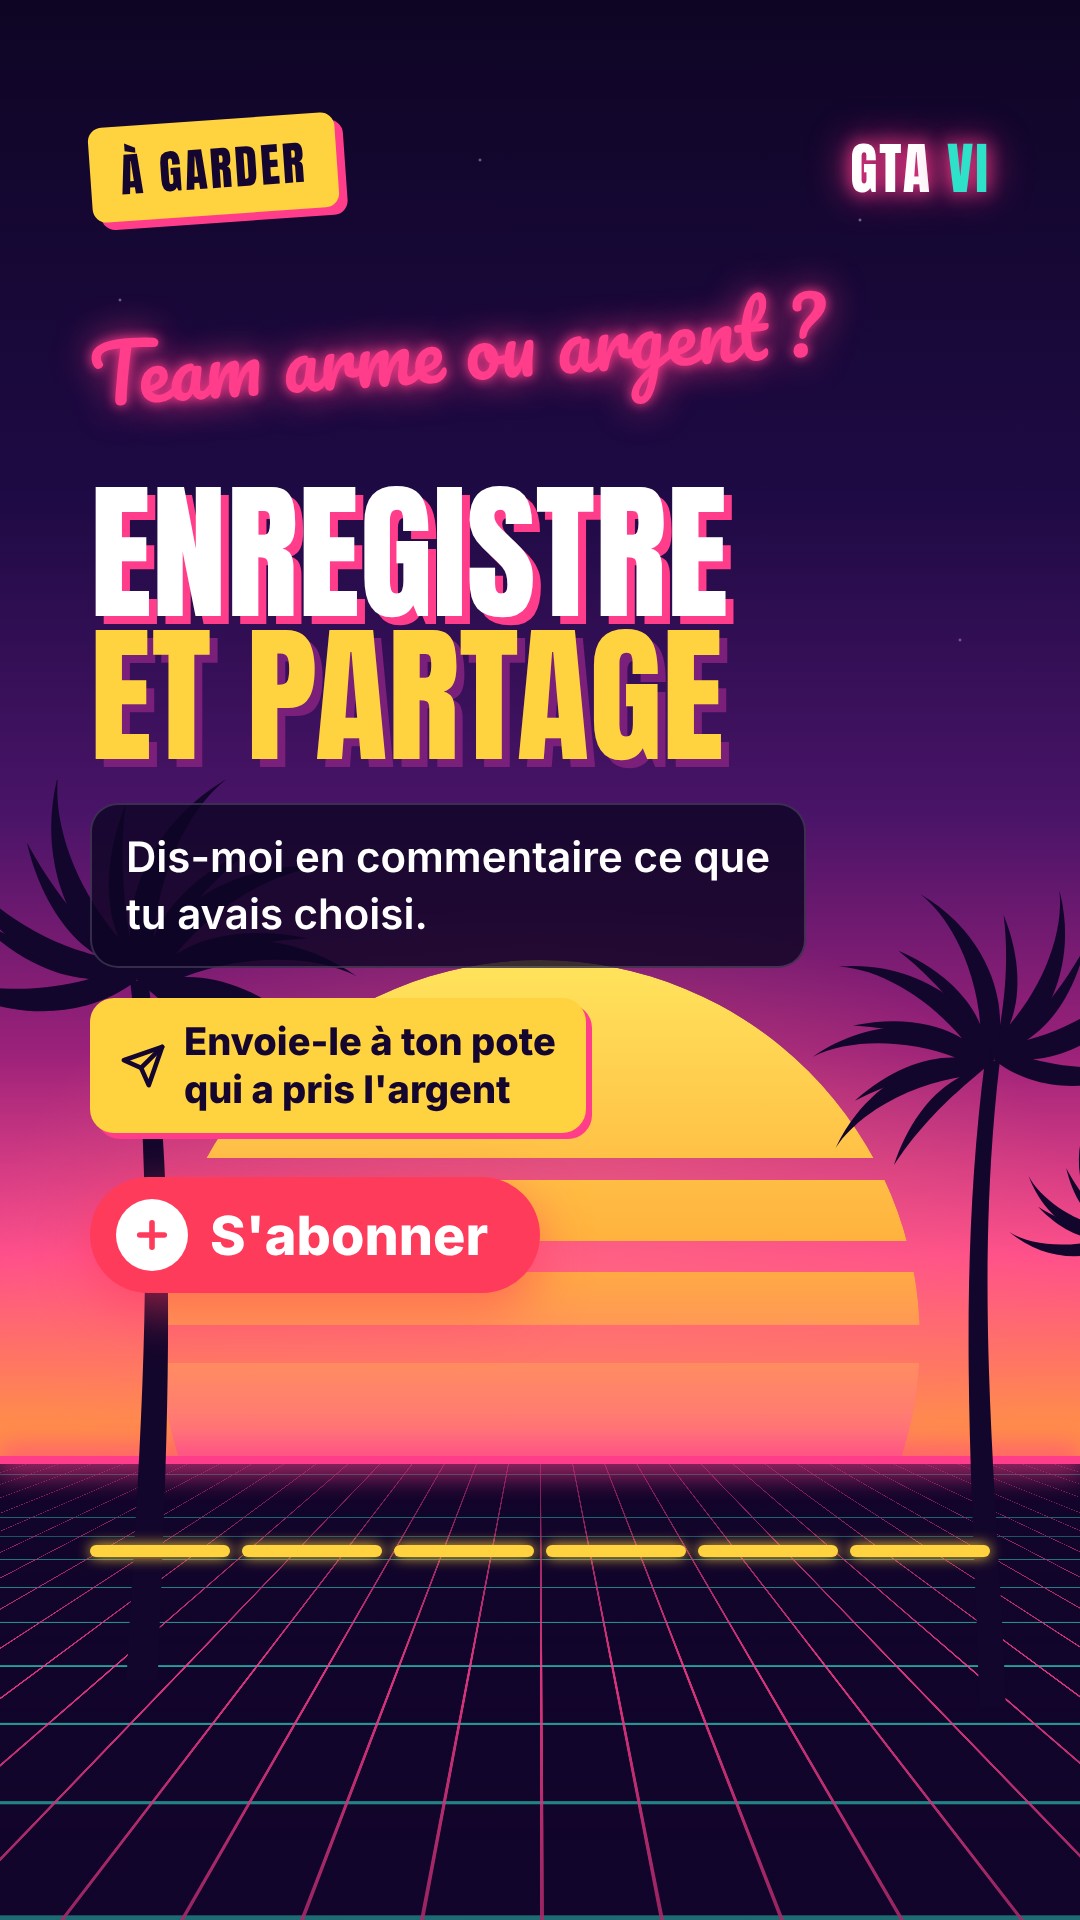 À GARDER
GTA VI
Team arme ou argent ?
ENREGISTRE
ET PARTAGE
Dis-moi en commentaire ce que
tu avais choisi.
Envoie-le à ton pote
qui a pris l'argent
S'abonner